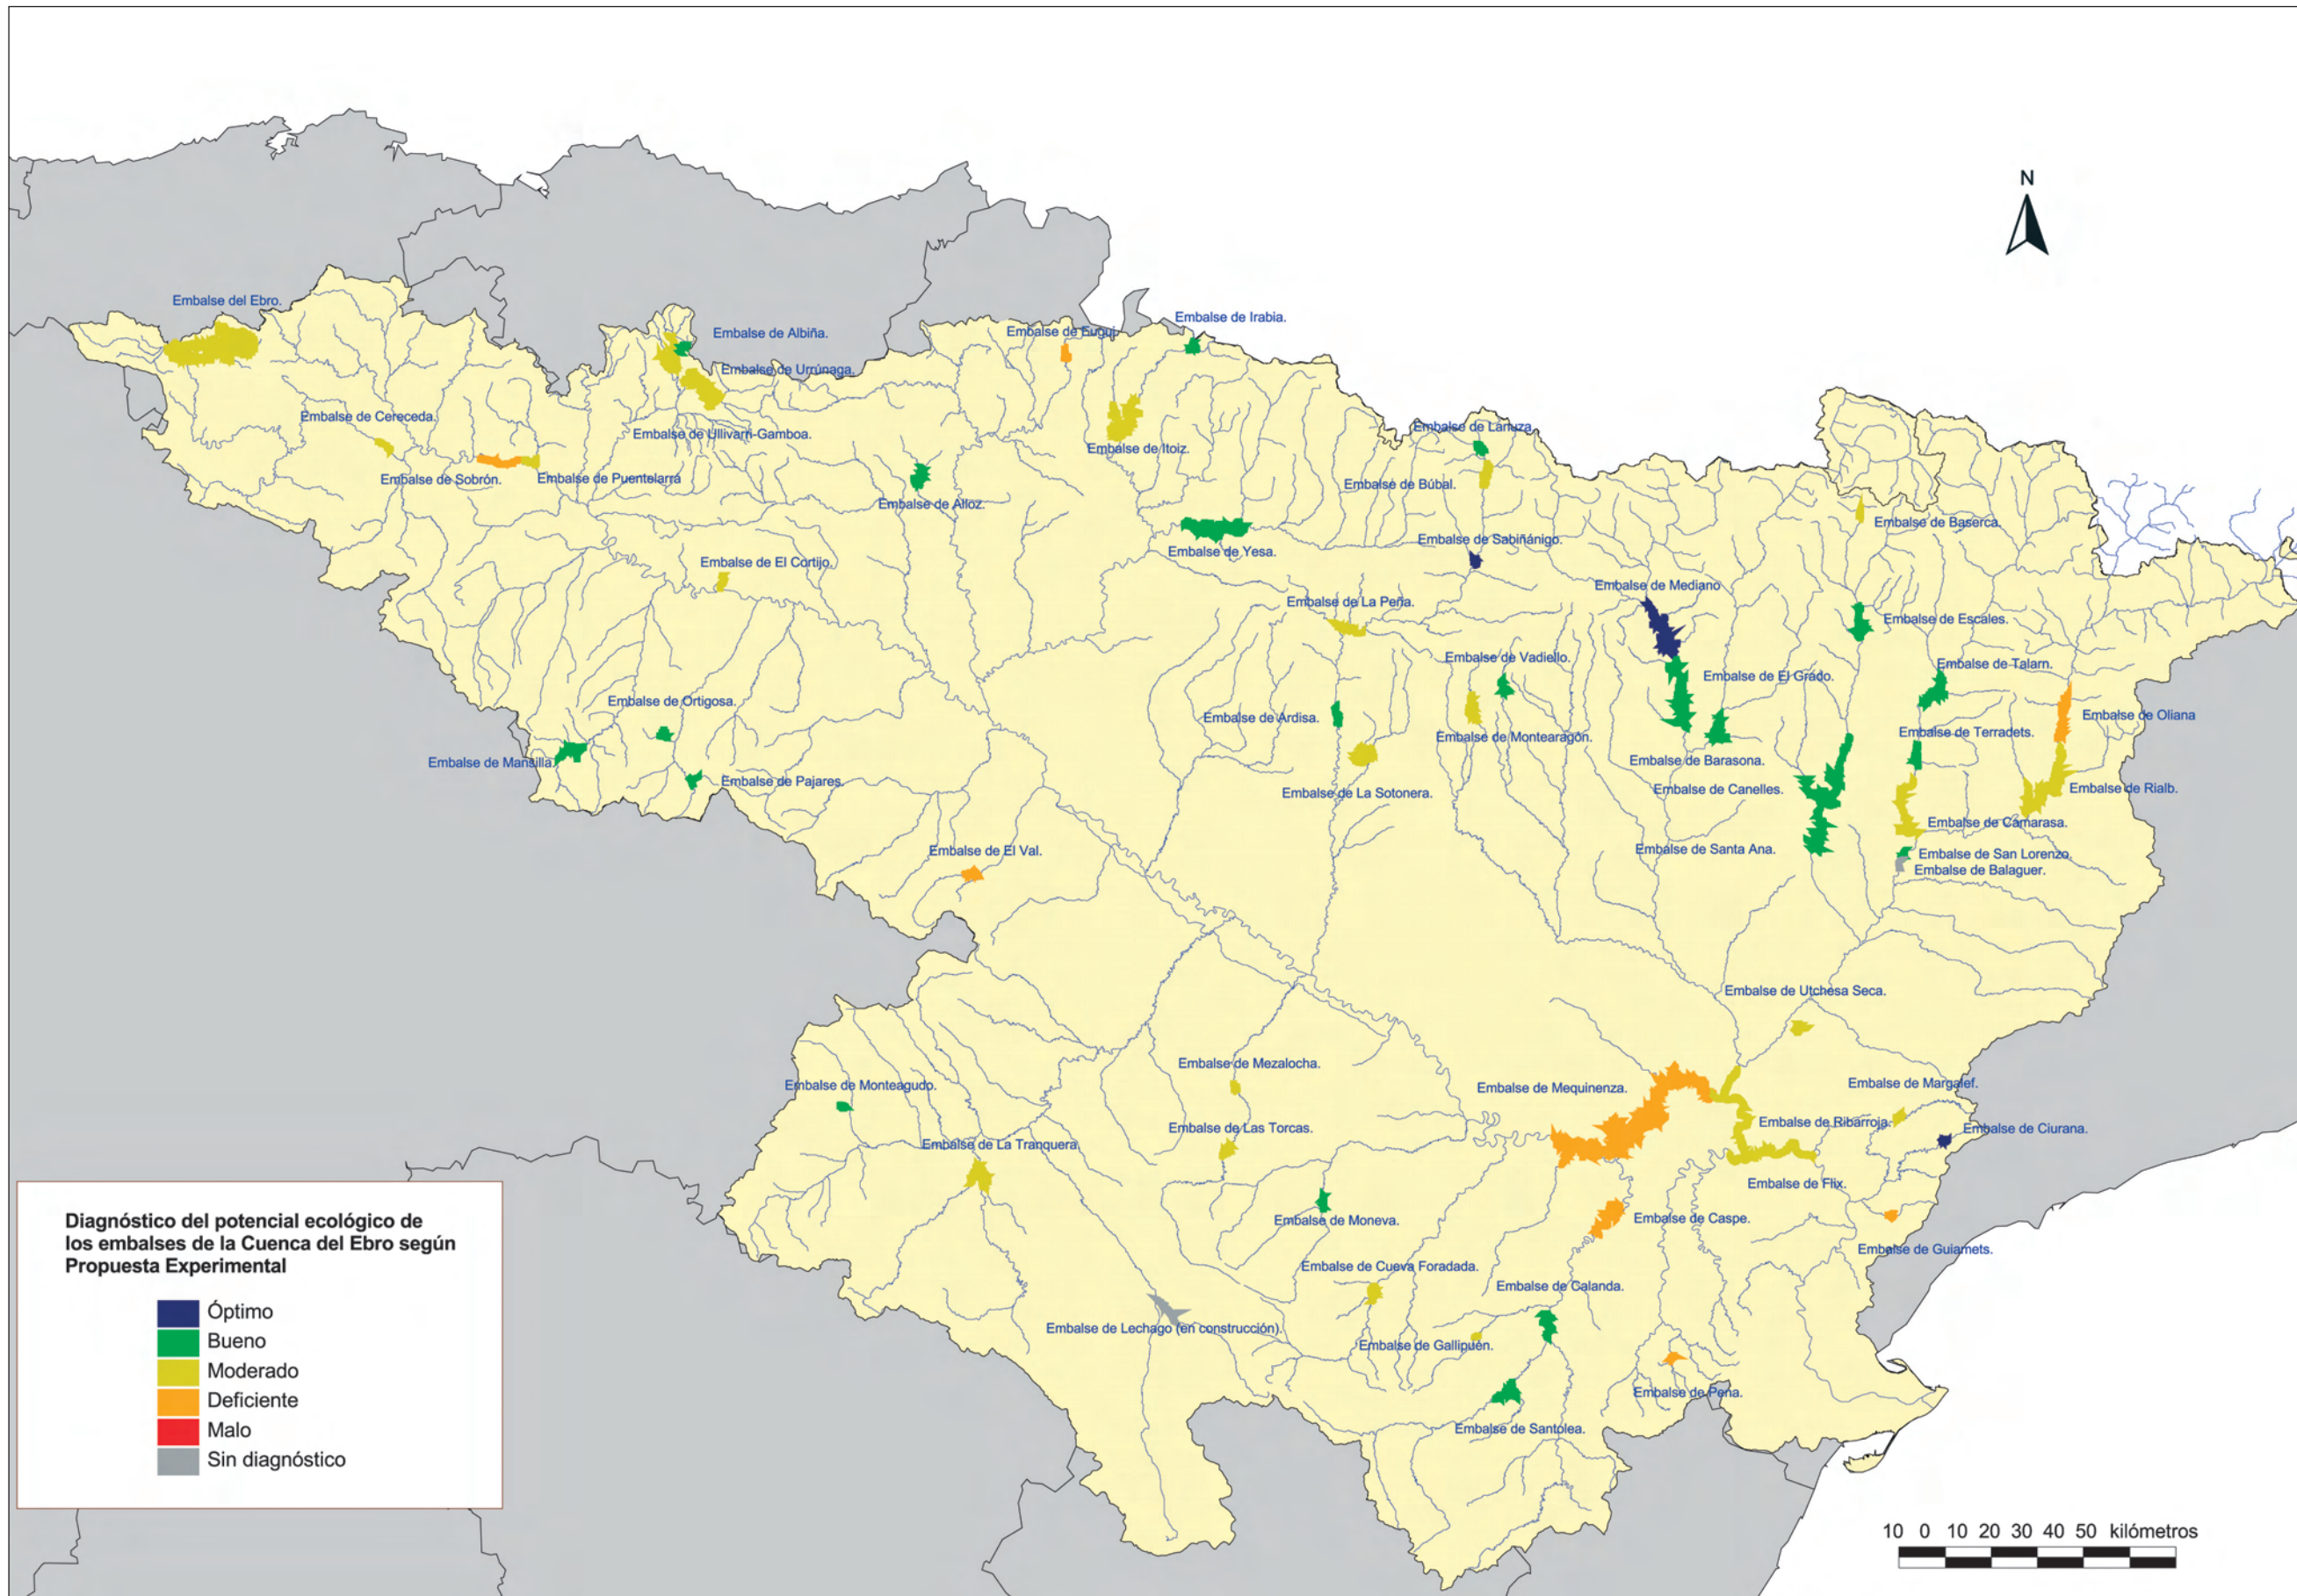 N
Embalse del Ebro.
Embalse de Irabia.
Embalse de Albiña.
Embalse de Eugui.
Embalse de Urrúnaga.
Embalse de Cereceda.
Embalse de Lanuza.
Embalse de Ullivarri-Gamboa.
Embalse de Itoiz.
Embalse de Sobrón.
Embalse de Puentelarrá
Embalse de Búbal.
Embalse de Alloz.
Embalse de Baserca.
Embalse de Sabiñánigo.
Embalse de Yesa.
Embalse de El Cortijo.
Embalse de Mediano
Embalse de La Peña.
Embalse de Escales.
Embalse de Vadiello.
Embalse de Talarn.
Embalse de El Grado.
Embalse de Ortigosa.
Embalse de Ardisa.
Embalse de Oliana
Embalse de Terradets.
Embalse de Montearagón.
Embalse de Mansilla.
Embalse de Barasona.
Embalse de Pajares.
Embalse de Canelles.
Embalse de Rialb.
Embalse de La Sotonera.
Embalse de Camarasa.
Embalse de El Val.
Embalse de Santa Ana.
Embalse de San Lorenzo.
Embalse de Balaguer.
Embalse de Utchesa Seca.
Embalse de Mezalocha.
Embalse de Monteagudo.
Embalse de Mequinenza.
Embalse de Margalef.
Embalse de Ribarroja.
Embalse de Las Torcas.
Embalse de Ciurana.
Embalse de La Tranquera.
Embalse de Flix.
Embalse de Moneva.
Embalse de Caspe.
Embalse de Guiamets.
Embalse de Cueva Foradada.
Embalse de Calanda.
Embalse de Lechago (en construcción).
Embalse de Gallipuén.
Embalse de Pena.
Embalse de Santolea.
Diagnóstico del potencial ecológico de
los embalses de la Cuenca del Ebro según
Propuesta Experimental
Óptimo
Bueno
Moderado
Deficiente
Malo
Sin diagnóstico
10 0 10 20 30 40 50 kilómetros